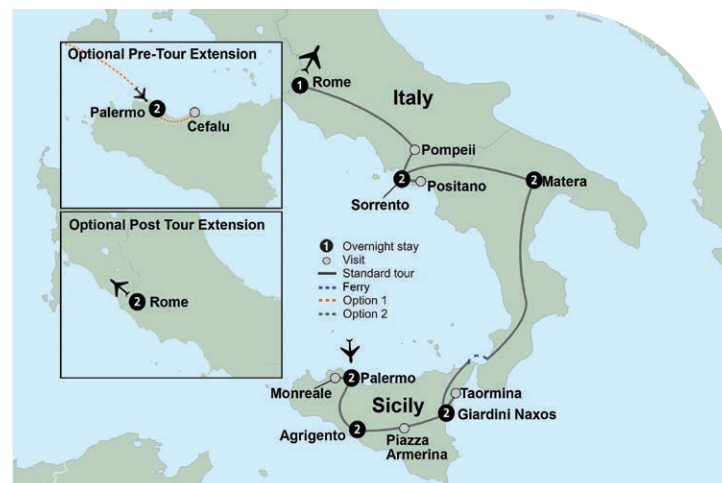 Optional Pre-Tour Extension
Palermo
2
Cefalu
Optional Post Tour Extension
2
Rome
1
Rome
Italy
Pompeii
2
Positano
Sorrento
2
Matera
1 Overnight stay
Visit
Standard tour
Ferry
Option 1
Option 2
2
Palermo
Monreale
Sicily
Taormina
2
Giardini Naxos
Agrigento
2
Piazza
Armerina